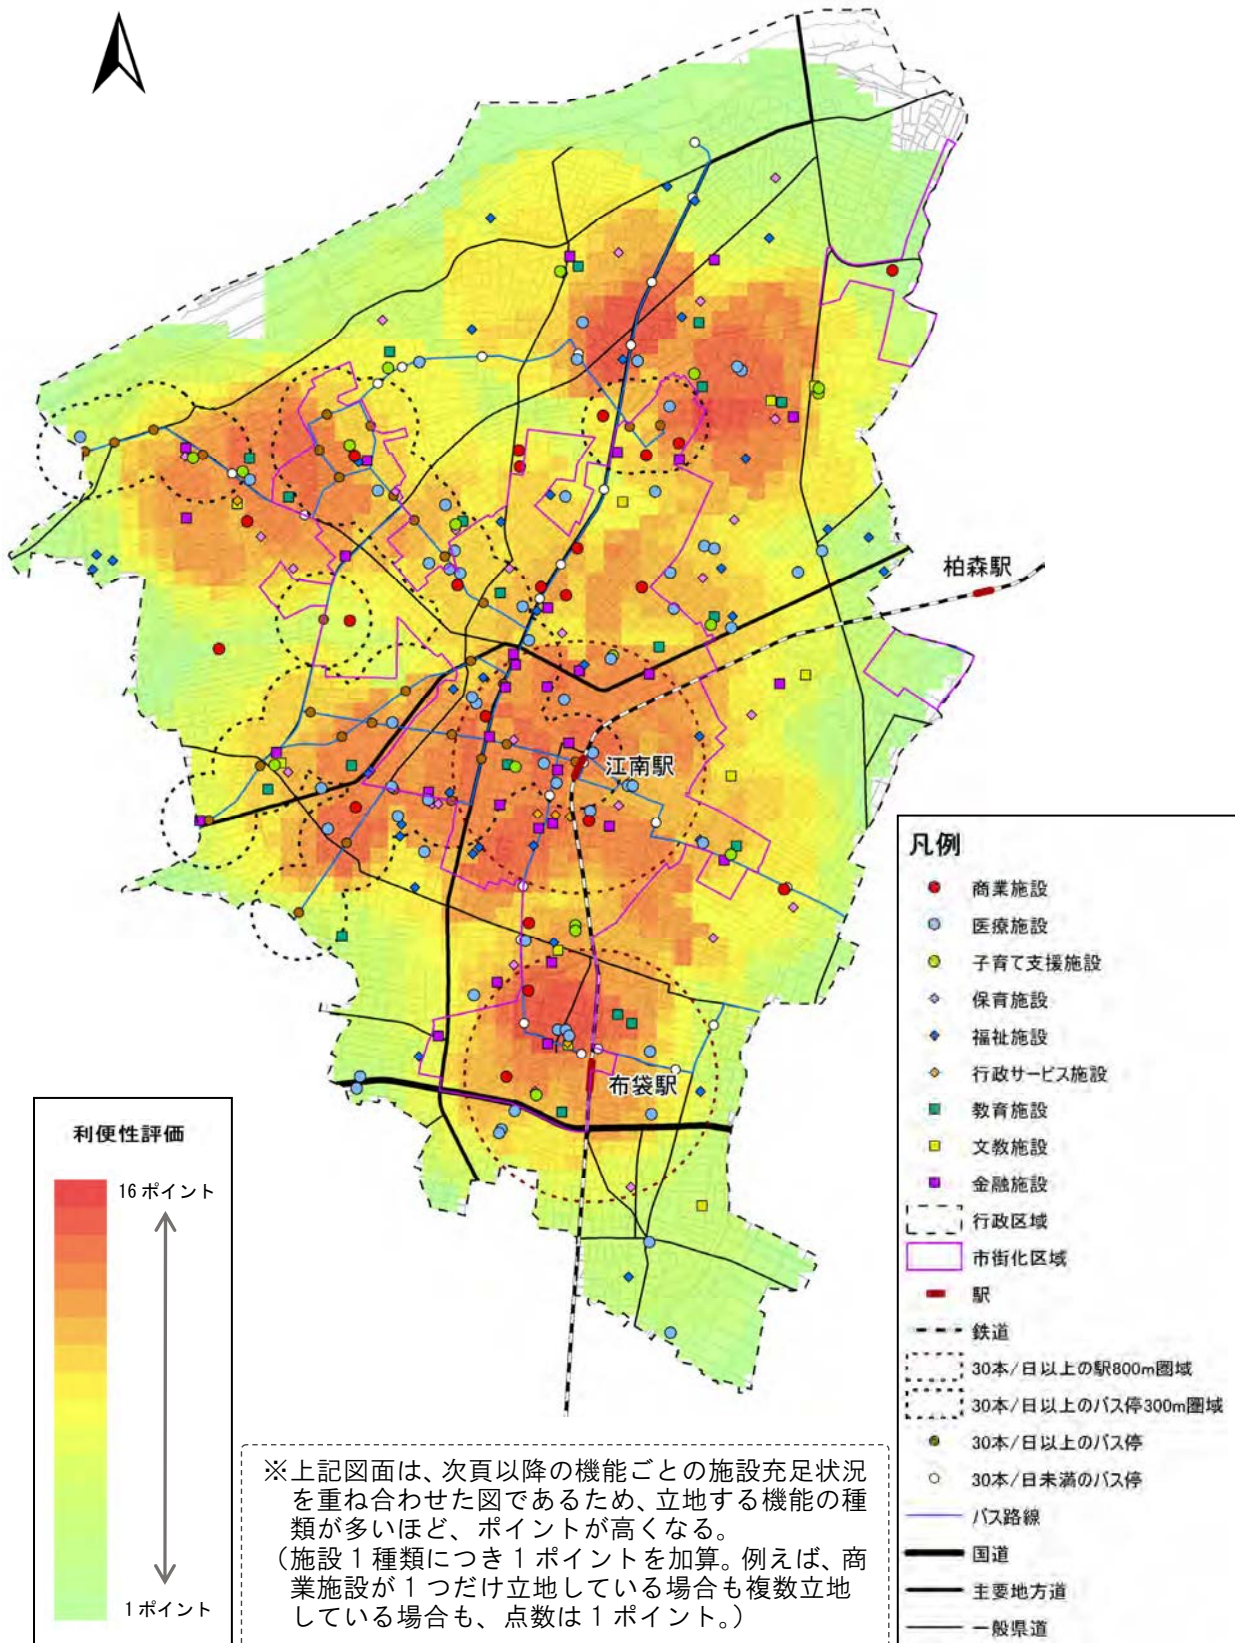 柏森駅
江南駅
布袋駅
利便性評価
16ポイント
1ポイント
※上記図面は、次頁以降の機能ごとの施設充足状況
を重ね合わせた図であるため、立地する機能の種
類が多いほど、ポイントが高くなる。
（施設1種類につき1ポイントを加算。例えば、商
業施設が1つだけ立地している場合も複数立地
している場合も、点数は1ポイント。）
凡例
商業施設
医療施設
子育て支援施設
保育施設
福祉施設
行政サービス施設
教育施設
文教施設
金融施設
行政区域
市街化区域
駅
鉄道
30本/日以上の駅800m圏域
30本/日以上のバス停300m圏域
30本/日以上のバス停
30本/日未満のバス停
バス路線
国道
主要地方道
一般県道